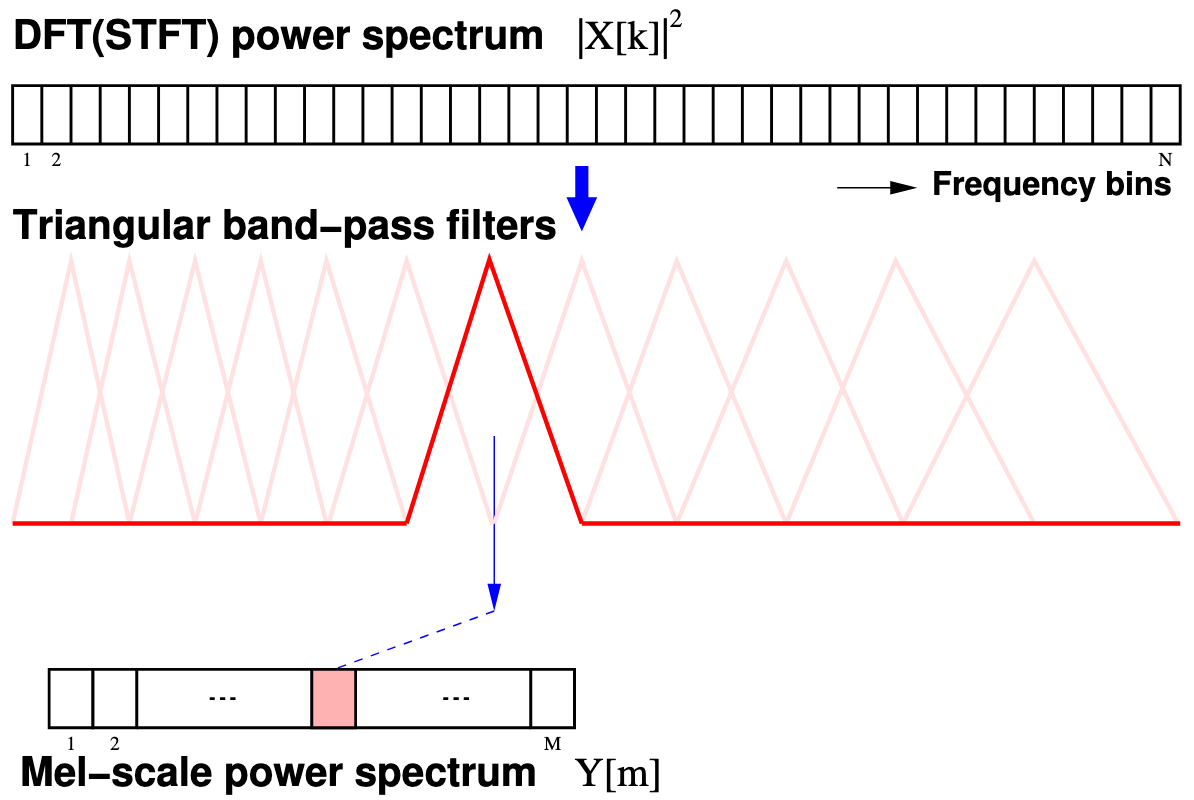 DFT(STFT) power spectrum |X[k]|²
1 2 N
Frequency bins
Triangular band−pass filters
--- ---
1 2 M
Mel−scale power spectrum Y[m]